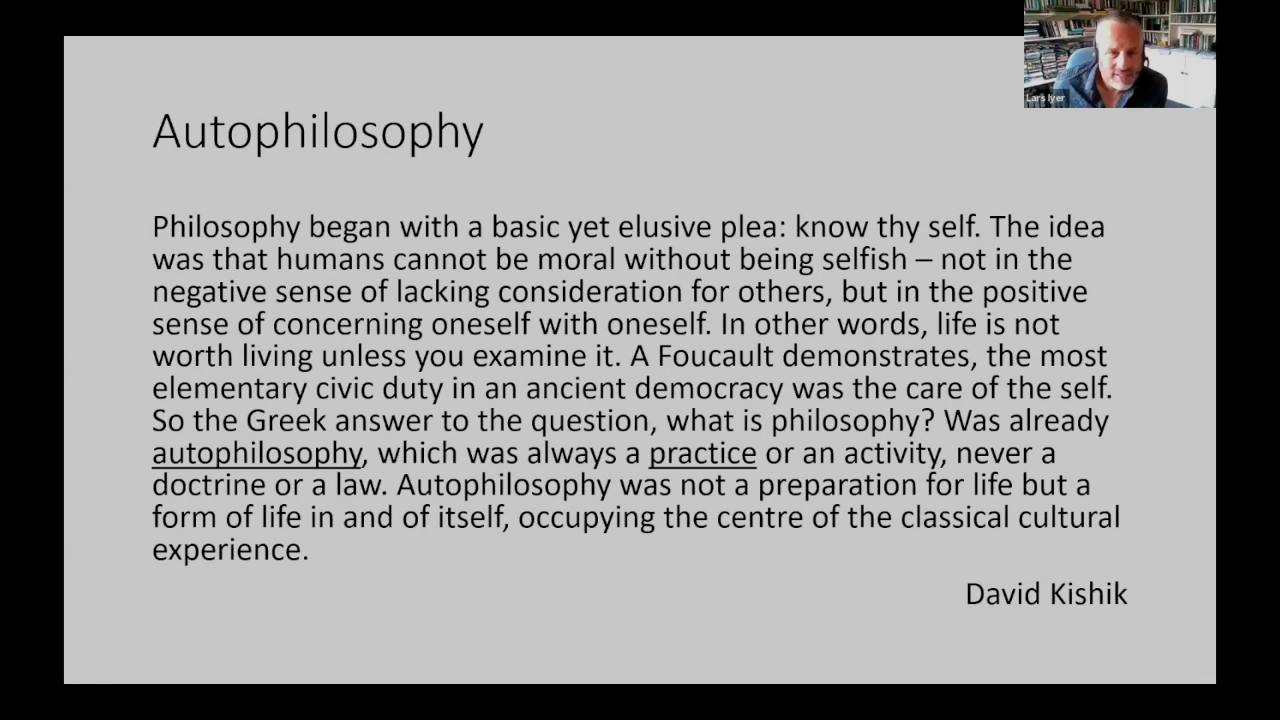 Lars Iyer
Autophilosophy
Philosophy began with a basic yet elusive plea: know thy self. The idea
was that humans cannot be moral without being selfish – not in the
negative sense of lacking consideration for others, but in the positive
sense of concerning oneself with oneself. In other words, life is not
worth living unless you examine it. A Foucault demonstrates, the most
elementary civic duty in an ancient democracy was the care of the self.
So the Greek answer to the question, what is philosophy? Was already
autophilosophy, which was always a practice or an activity, never a
doctrine or a law. Autophilosophy was not a preparation for life but a
form of life in and of itself, occupying the centre of the classical cultural
experience.
David Kishik